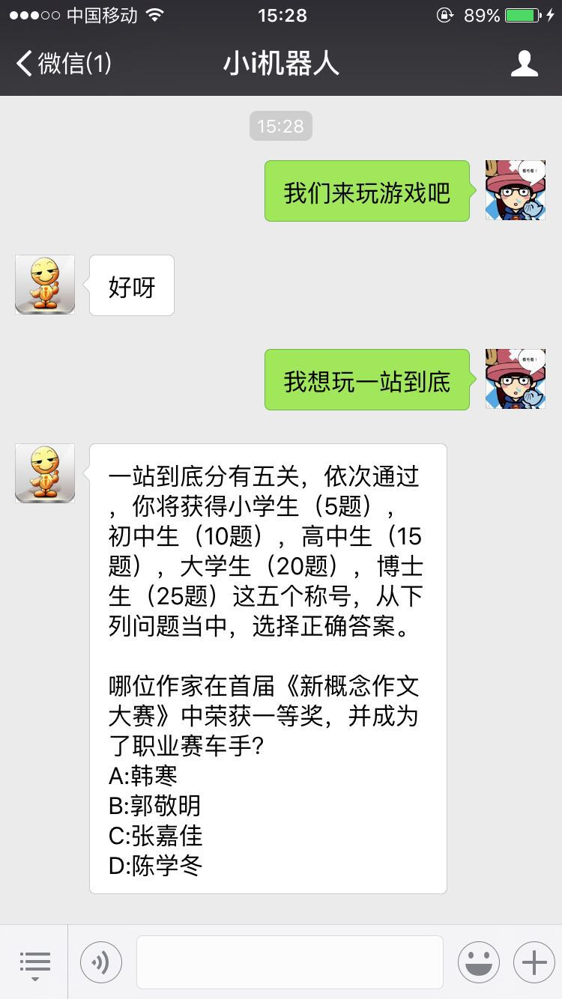 中国移动 15:28 89%
微信(1) 小i机器人
15:28
我们来玩游戏吧
好呀
我想玩一站到底
一站到底分有五关，依次通过
，你将获得小学生（5题），
初中生（10题），高中生（15
题），大学生（20题），博士
生（25题）这五个称号，从下
列问题当中，选择正确答案。
哪位作家在首届《新概念作文
大赛》中荣获一等奖，并成为
了职业赛车手?
A:韩寒
B:郭敬明
C:张嘉佳
D:陈学冬